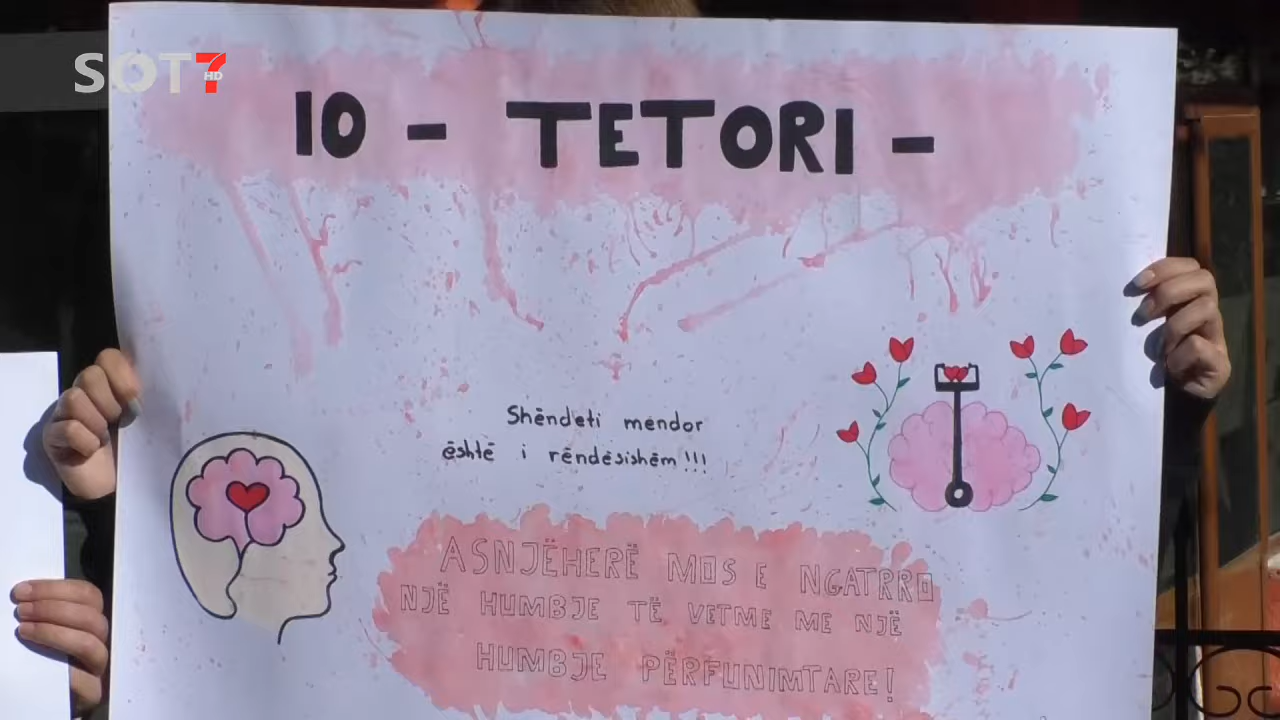 SOT7
HD
10 - TETORI -
Shëndeti mendor
është i rëndësishëm!!!
ASNJËHERË MOS E NGATRRO
NJË HUMBJE TË VETME ME NJË
HUMBJE PËRFUNIMTARE!